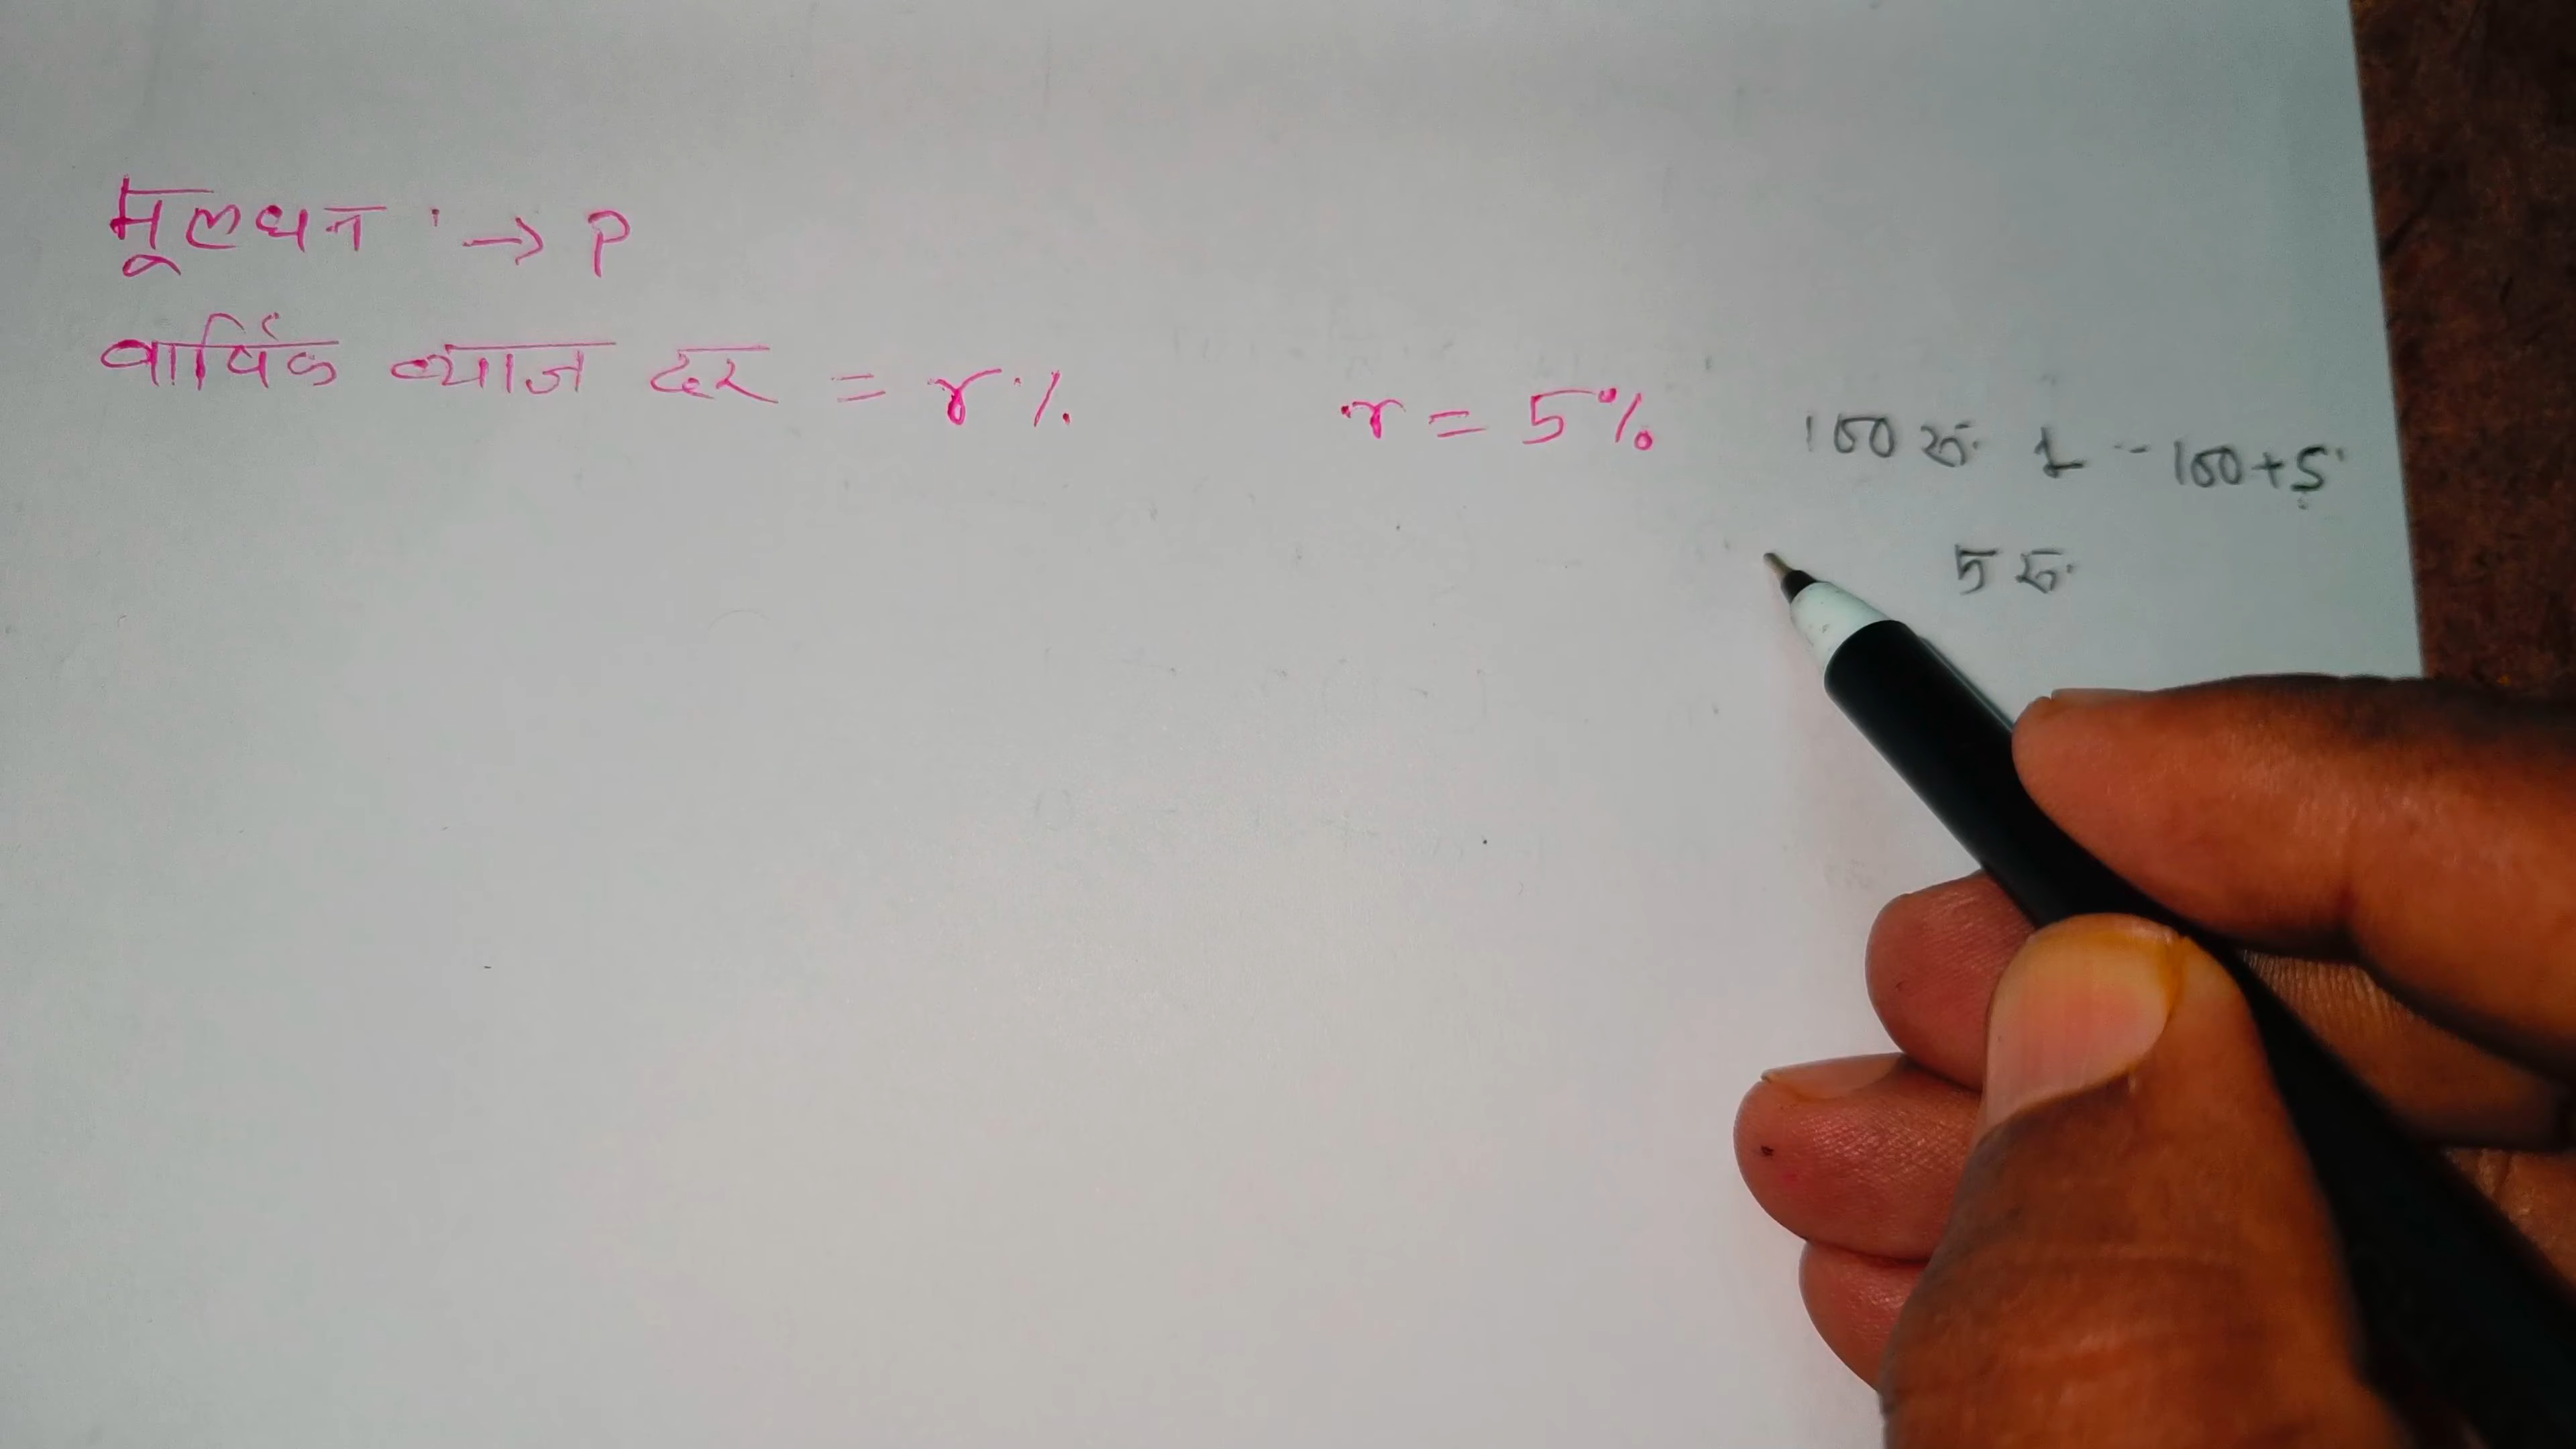 मूलधन → P
वार्षिक ब्याज दर = r%
r = 5% 100 रु. 1 -- 100+5
5 रु.